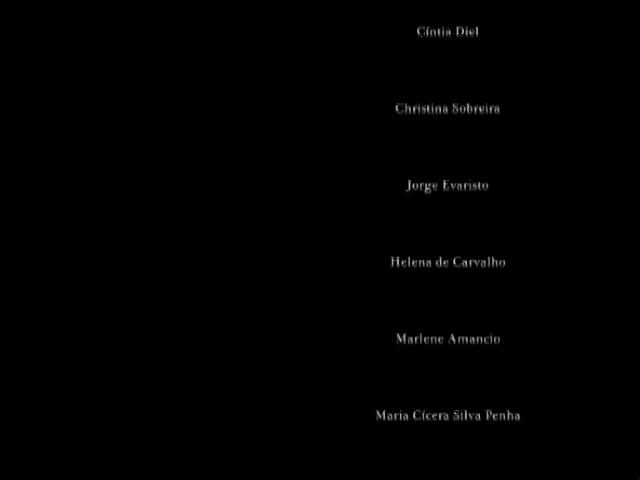 Cíntia Diel
Christina Sobreira
Jorge Evaristo
Helena de Carvalho
Marlene Amancio
Maria Cícera Silva Penha